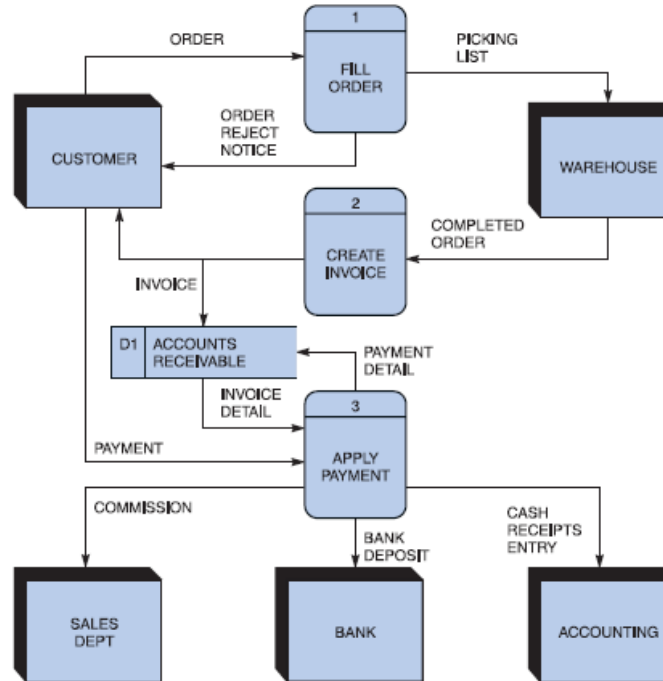 1
ORDER
PICKING
LIST
FILL
ORDER
ORDER
REJECT
NOTICE
CUSTOMER
WAREHOUSE
2
COMPLETED
ORDER
CREATE
INVOICE
INVOICE
D1
ACCOUNTS
RECEIVABLE
PAYMENT
DETAIL
INVOICE
DETAIL
3
PAYMENT
APPLY
PAYMENT
COMMISSION
BANK
DEPOSIT
CASH
RECEIPTS
ENTRY
SALES
DEPT
BANK
ACCOUNTING